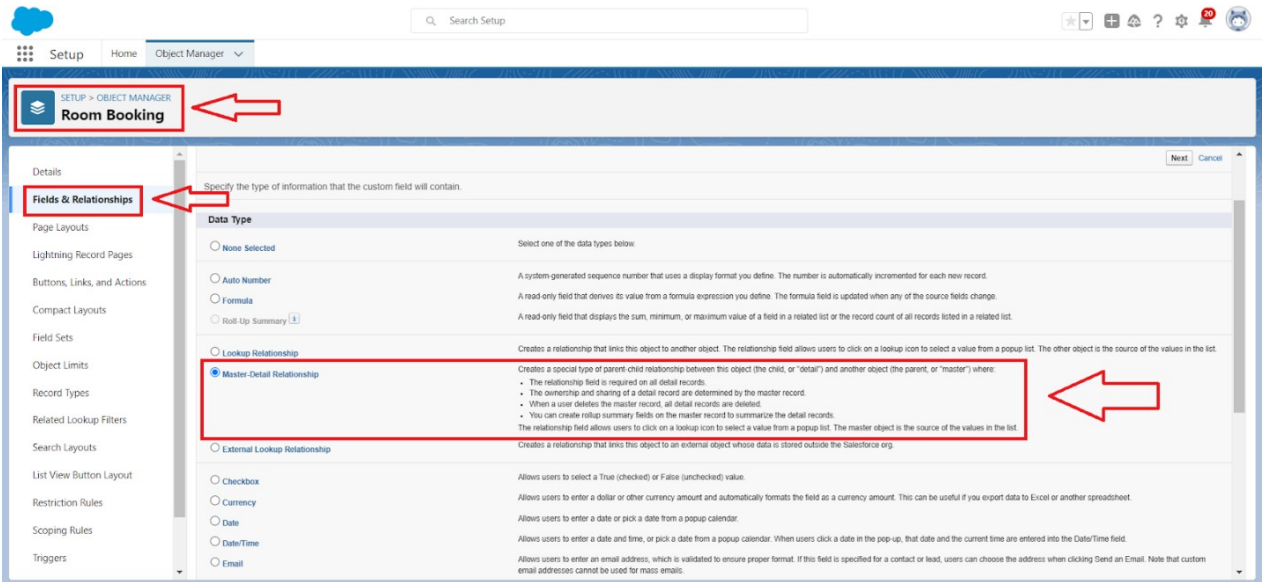 Search Setup
20
Setup
Home
Object Manager
SETUP > OBJECT MANAGER
Room Booking
Details
Fields & Relationships
Page Layouts
Lightning Record Pages
Buttons, Links, and Actions
Compact Layouts
Field Sets
Object Limits
Record Types
Related Lookup Filters
Search Layouts
List View Button Layout
Restriction Rules
Scoping Rules
Triggers
Next Cancel
Specify the type of information that the custom field will contain.
Data Type
None Selected
Select one of the data types below.
Auto Number
A system-generated sequence number that uses a display format you define. The number is automatically incremented for each new record.
Formula
A read-only field that derives its value from a formula expression you define. The formula field is updated when any of the source fields change.
Roll-Up Summary i
A read-only field that displays the sum, minimum, or maximum value of a field in a related list or the record count of all records listed in a related list.
Lookup Relationship
Creates a relationship that links this object to another object. The relationship field allows users to click on a lookup icon to select a value from a popup list. The other object is the source of the values in the list.
Master-Detail Relationship
Creates a special type of parent-child relationship between this object (the child, or "detail") and another object (the parent, or "master") where:
• The relationship field is required on all detail records.
• The ownership and sharing of a detail record are determined by the master record.
• When a user deletes the master record, all detail records are deleted.
• You can create rollup summary fields on the master record to summarize the detail records.
The relationship field allows users to click on a lookup icon to select a value from a popup list. The master object is the source of the values in the list.
External Lookup Relationship
Creates a relationship that links this object to an external object whose data is stored outside the Salesforce org.
Checkbox
Allows users to select a True (checked) or False (unchecked) value.
Currency
Allows users to enter a dollar or other currency amount and automatically formats the field as a currency amount. This can be useful if you export data to Excel or another spreadsheet.
Date
Allows users to enter a date or pick a date from a popup calendar.
Date/Time
Allows users to enter a date and time, or pick a date from a popup calendar. When users click a date in the pop-up, that date and the current time are entered into the Date/Time field.
Email
Allows users to enter an email address, which is validated to ensure proper format. If this field is specified for a contact or lead, users can choose the address when clicking Send an Email. Note that custom
email addresses cannot be used for mass emails.